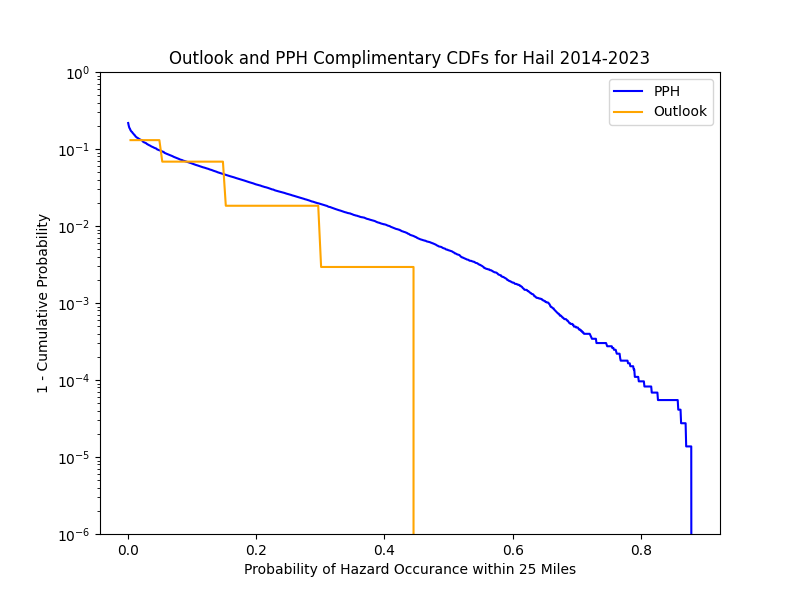 Outlook and PPH Complimentary CDFs for Hail 2014-2023
PPH
Outlook
1 - Cumulative Probability
10⁰
10⁻¹
10⁻²
10⁻³
10⁻⁴
10⁻⁵
10⁻⁶
0.0 0.2 0.4 0.6 0.8
Probability of Hazard Occurance within 25 Miles